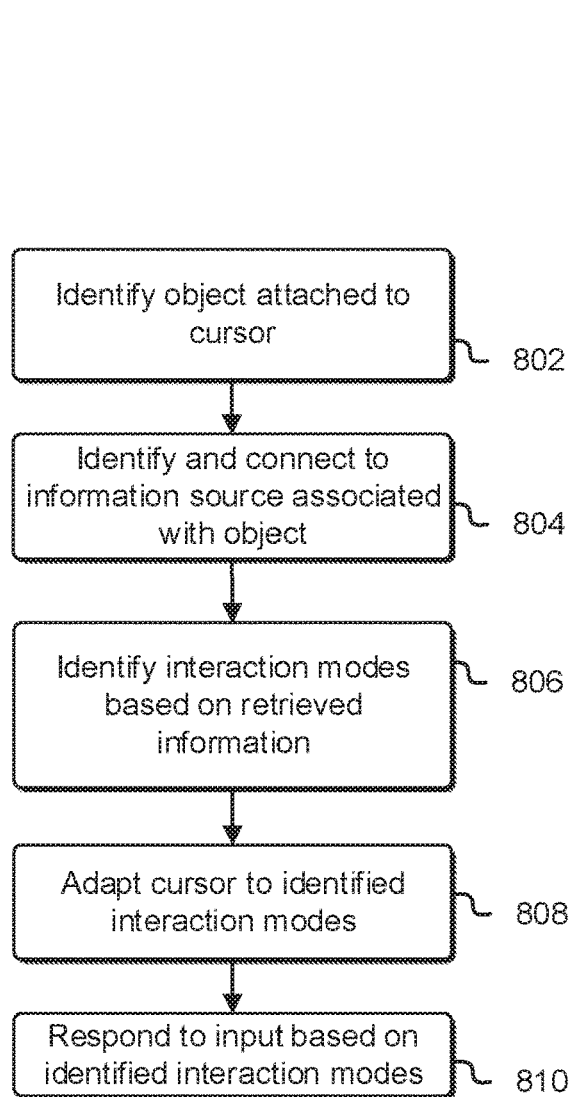 Identify object attached to
cursor
802
Identify and connect to
information source associated
with object
804
Identify interaction modes
based on retrieved
information
806
Adapt cursor to identified
interaction modes
808
Respond to input based on
identified interaction modes
810